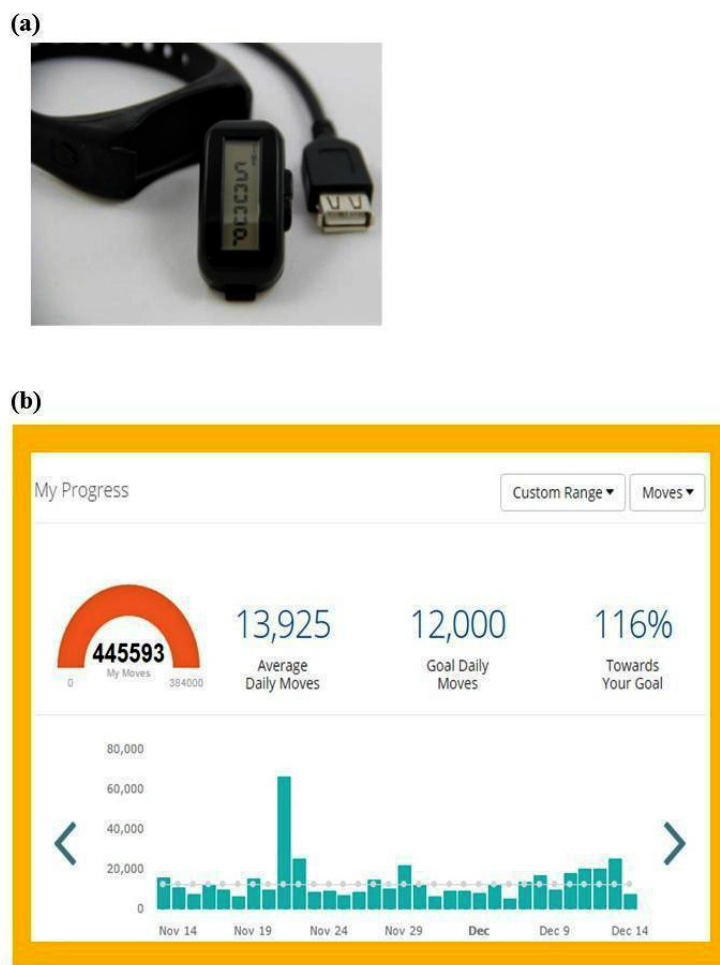 (a)
(b)
My Progress
Custom Range ▾ Moves ▾
445593
My Moves
0 384000
13,925
Average
Daily Moves
12,000
Goal Daily
Moves
116%
Towards
Your Goal
80,000
60,000
40,000
20,000
0
Nov 14 Nov 19 Nov 24 Nov 29 Dec Dec 9 Dec 14